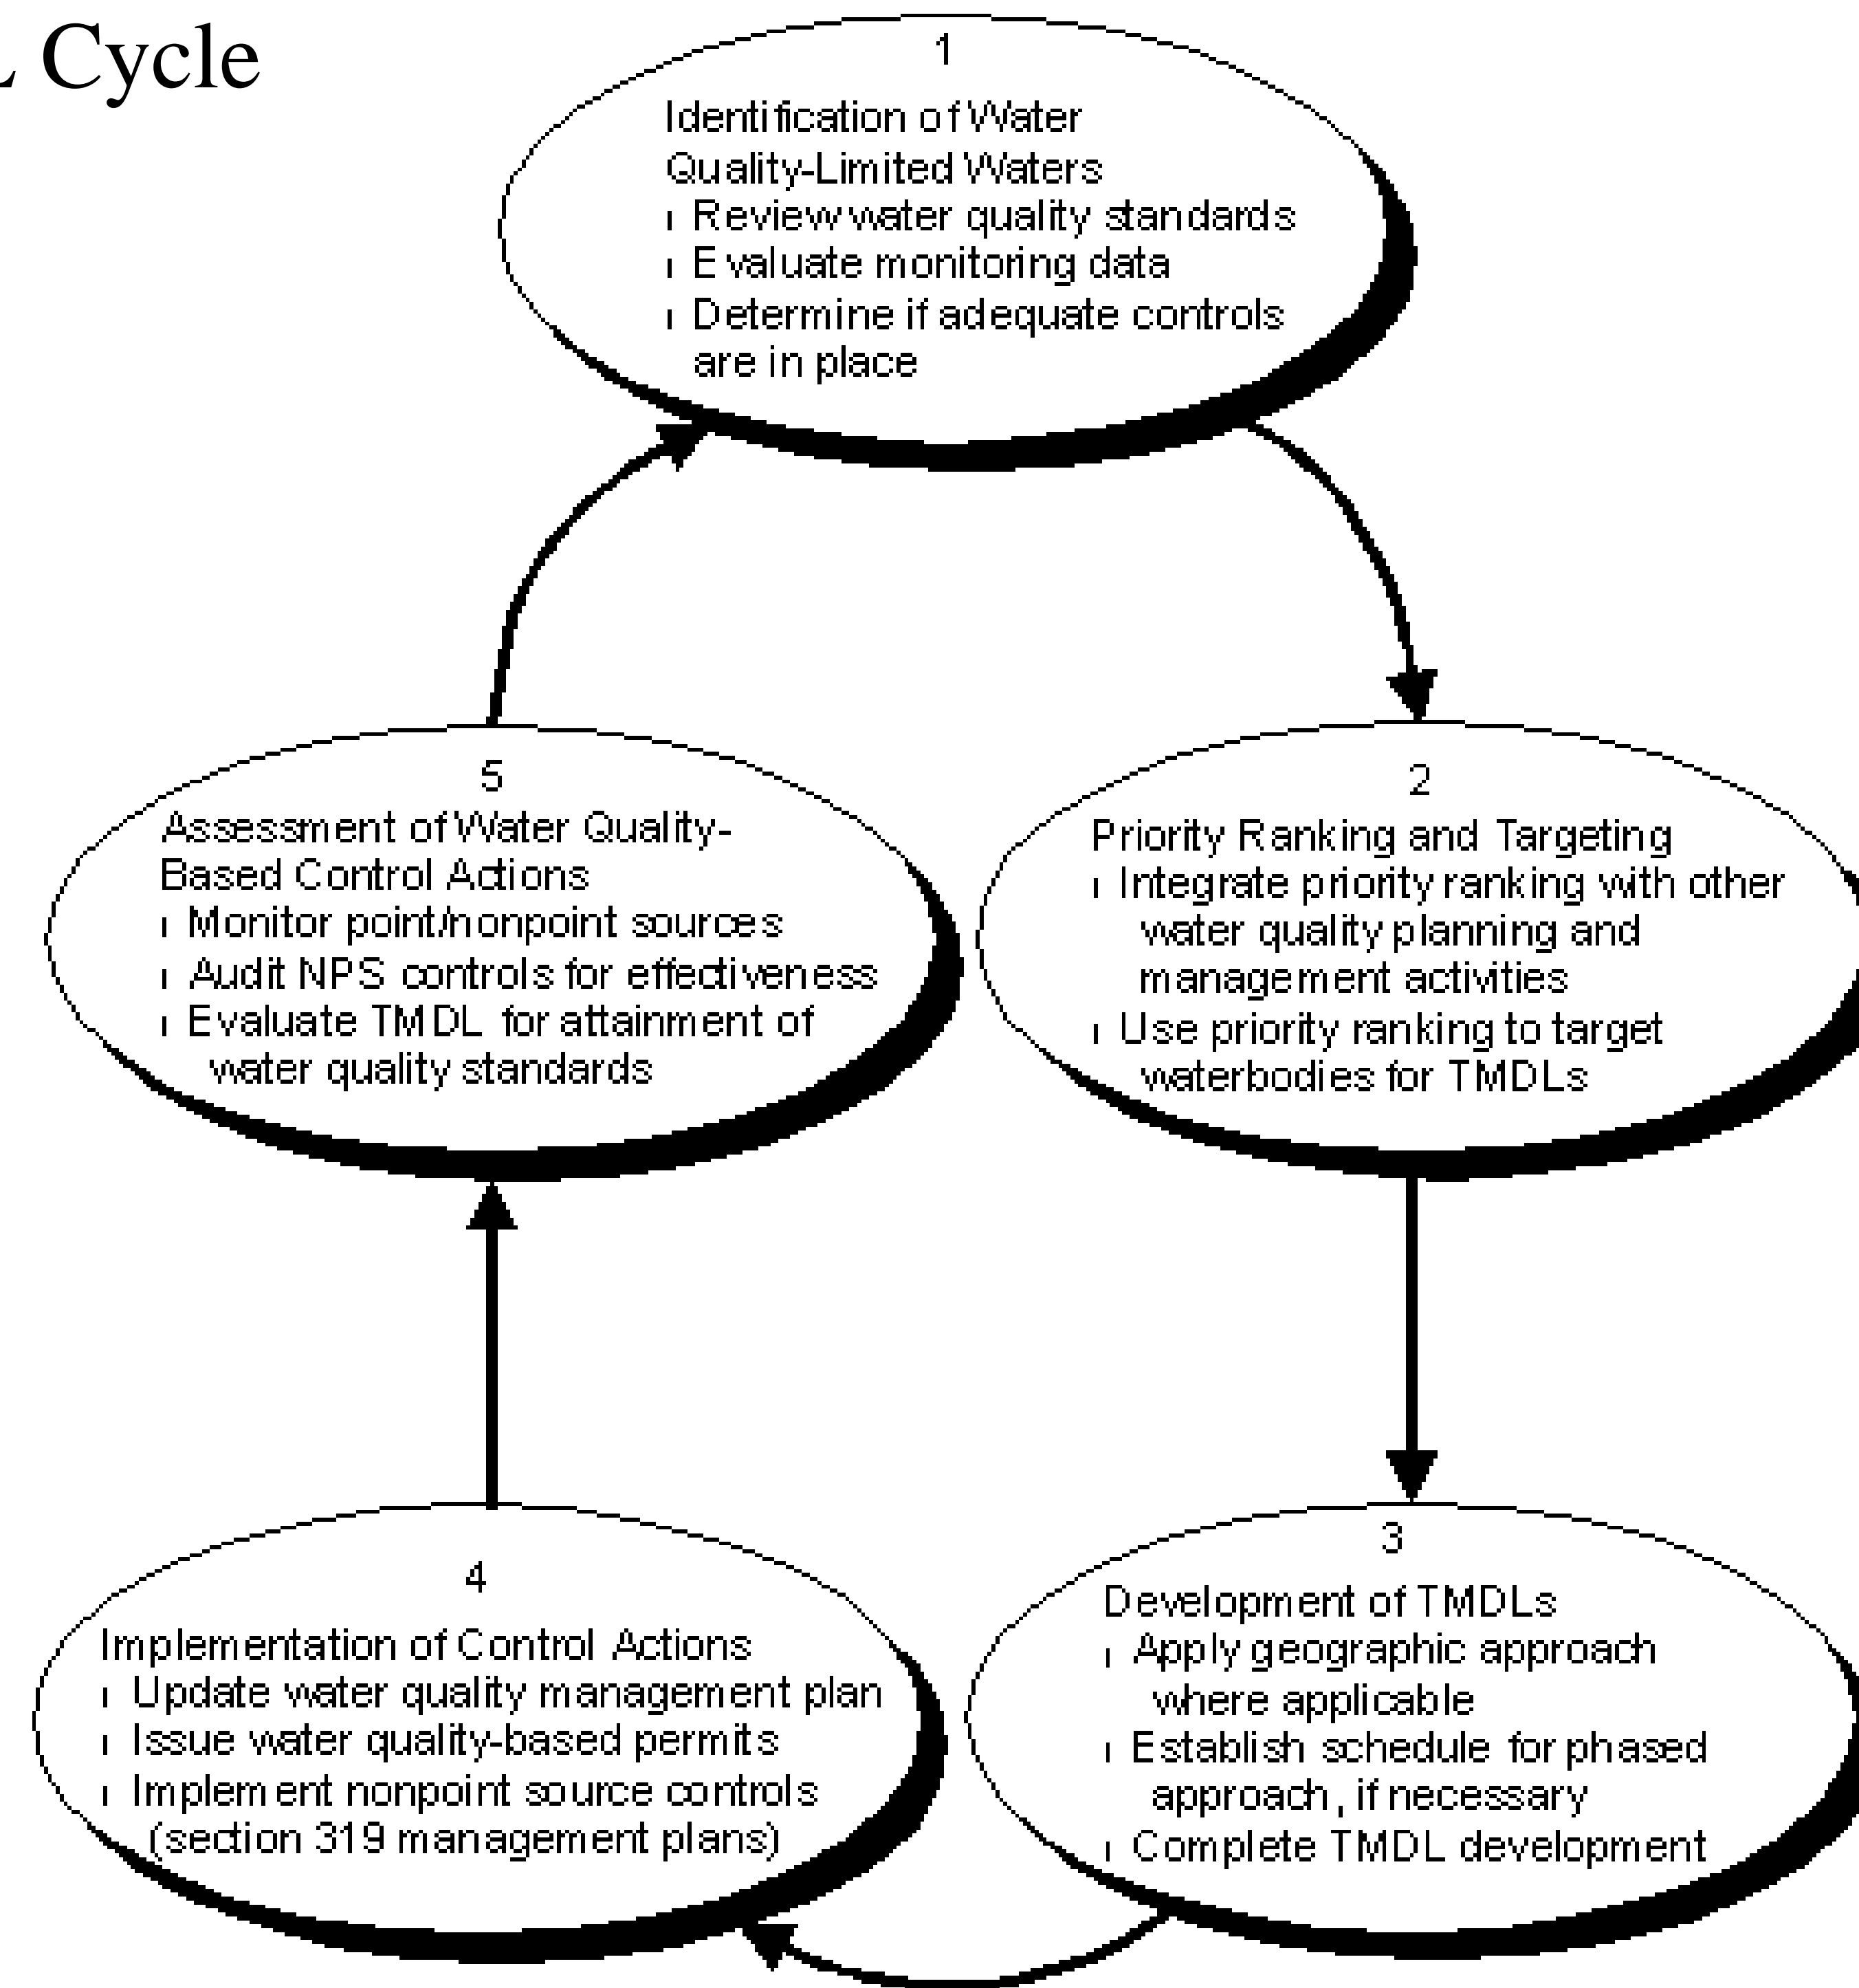 Cycle
1
Identification of Water
Quality-Limited Waters
Review water quality standards
Evaluate monitoring data
Determine if adequate controls
are in place
5
Assessment of Water Quality-
Based Control Actions
Monitor point/nonpoint sources
Audit NPS controls for effectiveness
Evaluate TMDL for attainment of
water quality standards
2
Priority Ranking and Targeting
Integrate priority ranking with other
water quality planning and
management activities
Use priority ranking to target
waterbodies for TMDLs
4
Implementation of Control Actions
Update water quality management plan
Issue water quality-based permits
Implement nonpoint source controls
(section 319 management plans)
3
Development of TMDLs
Apply geographic approach
where applicable
Establish schedule for phased
approach, if necessary
Complete TMDL development